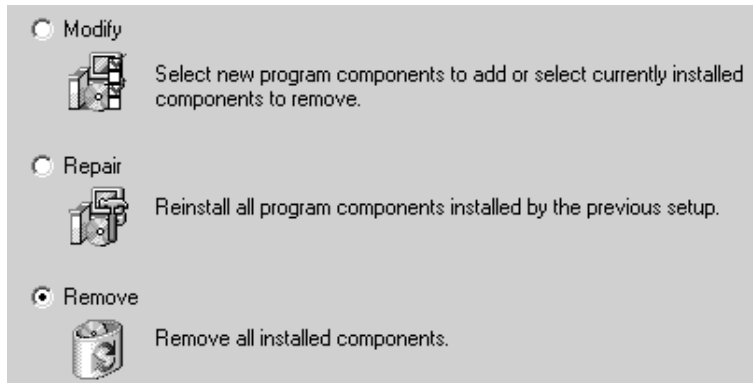 Modify
Select new program components to add or select currently installed
components to remove.
Repair
Reinstall all program components installed by the previous setup.
Remove
Remove all installed components.